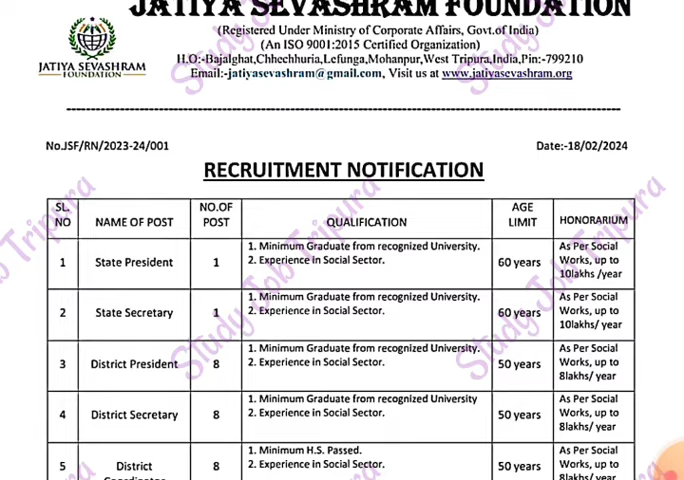 JATIYA SEVASHRAM FOUNDATION
(Registered Under Ministry of Corporate Affairs, Govt.of India)
(An ISO 9001:2015 Certified Organization)
H.O:-Bajalghat,Chhechhuria,Lefunga,Mohanpur,West Tripura,India,Pin:-799210
Email:-jatiyasevashram@gmail.com, Visit us at www.jatiyasevashram.org
JATIYA SEVASHRAM
FOUNDATION
No.JSF/RN/2023-24/001 Date:-18/02/2024
RECRUITMENT NOTIFICATION
SL. NO NAME OF POST NO.OF POST QUALIFICATION AGE LIMIT HONORARIUM
1 State President 1 1. Minimum Graduate from recognized University. 60 years As Per Social
2. Experience in Social Sector. Works, up to
10lakhs /year
2 State Secretary 1 1. Minimum Graduate from recognized University. 60 years As Per Social
2. Experience in Social Sector. Works, up to
10lakhs/ year
3 District President 8 1. Minimum Graduate from recognized University. 50 years As Per Social
2. Experience in Social Sector. Works, up to
8lakhs/ year
4 District Secretary 8 1. Minimum Graduate from recognized University 50 years As Per Social
2. Experience in Social Sector. Works, up to
8lakhs/ year
5 District 8 1. Minimum H.S. Passed. 50 years As Per Social
2. Experience in Social Sector. Works, up to
8lakhs/ year
Study Job Tripura
Study Job Tripura